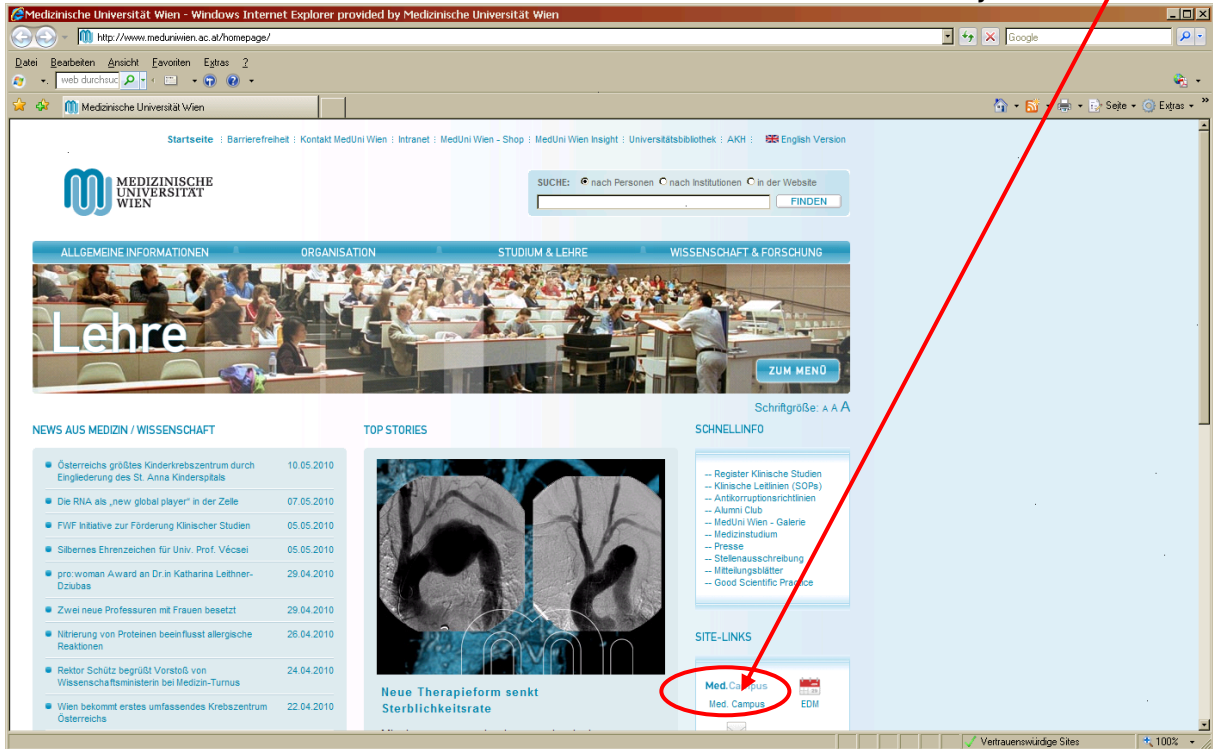 Medizinische Universität Wien - Windows Internet Explorer provided by Medizinische Universität Wien
http://www.meduniwien.ac.at/homepage/
Google
Datei Bearbeiten Ansicht Favoriten Extras ?
web durchsuc
Medizinische Universität Wien
Seite Extras
Startseite Barrierefreiheit Kontakt MedUni Wien Intranet MedUni Wien - Shop MedUni Wien Insight Universitätsbibliothek AKH English Version
MEDIZINISCHE
UNIVERSITÄT
WIEN
SUCHE: nach Personen nach Institutionen in der Website
FINDEN
ALLGEMEINE INFORMATIONEN ORGANISATION STUDIUM & LEHRE WISSENSCHAFT & FORSCHUNG
Lehre
ZUM MENÜ
Schriftgröße: A A A
NEWS AUS MEDIZIN / WISSENSCHAFT
Österreichs größtes Kinderkrebszentrum durch 10.05.2010
Eingliederung des St. Anna Kinderspitals
Die RNA als „new global player" in der Zelle 07.05.2010
FWF Initiative zur Förderung Klinischer Studien 05.05.2010
Silbernes Ehrenzeichen für Univ. Prof. Vécsei 05.05.2010
pro:woman Award an Dr.in Katharina Leithner- 29.04.2010
Dziubas
Zwei neue Professuren mit Frauen besetzt 29.04.2010
Nitrierung von Proteinen beeinflusst allergische 26.04.2010
Reaktionen
Rektor Schütz begrüßt Vorstoß von 24.04.2010
Wissenschaftsministerin bei Medizin-Turnus
Wien bekommt erstes umfassendes Krebszentrum 22.04.2010
Österreichs
TOP STORIES
Neue Therapieform senkt
Sterblichkeitsrate
SCHNELLINFO
-- Register Klinische Studien
-- Klinische Leitlinien (SOPs)
-- Antikorruptionsrichtlinien
-- Alumni Club
-- MedUni Wien - Galerie
-- Medizinstudium
-- Presse
-- Stellenausschreibung
-- Mitteilungsblätter
-- Good Scientific Practice
SITE-LINKS
Med.Campus
Med. Campus EDM
Vertrauenswürdige Sites 100%